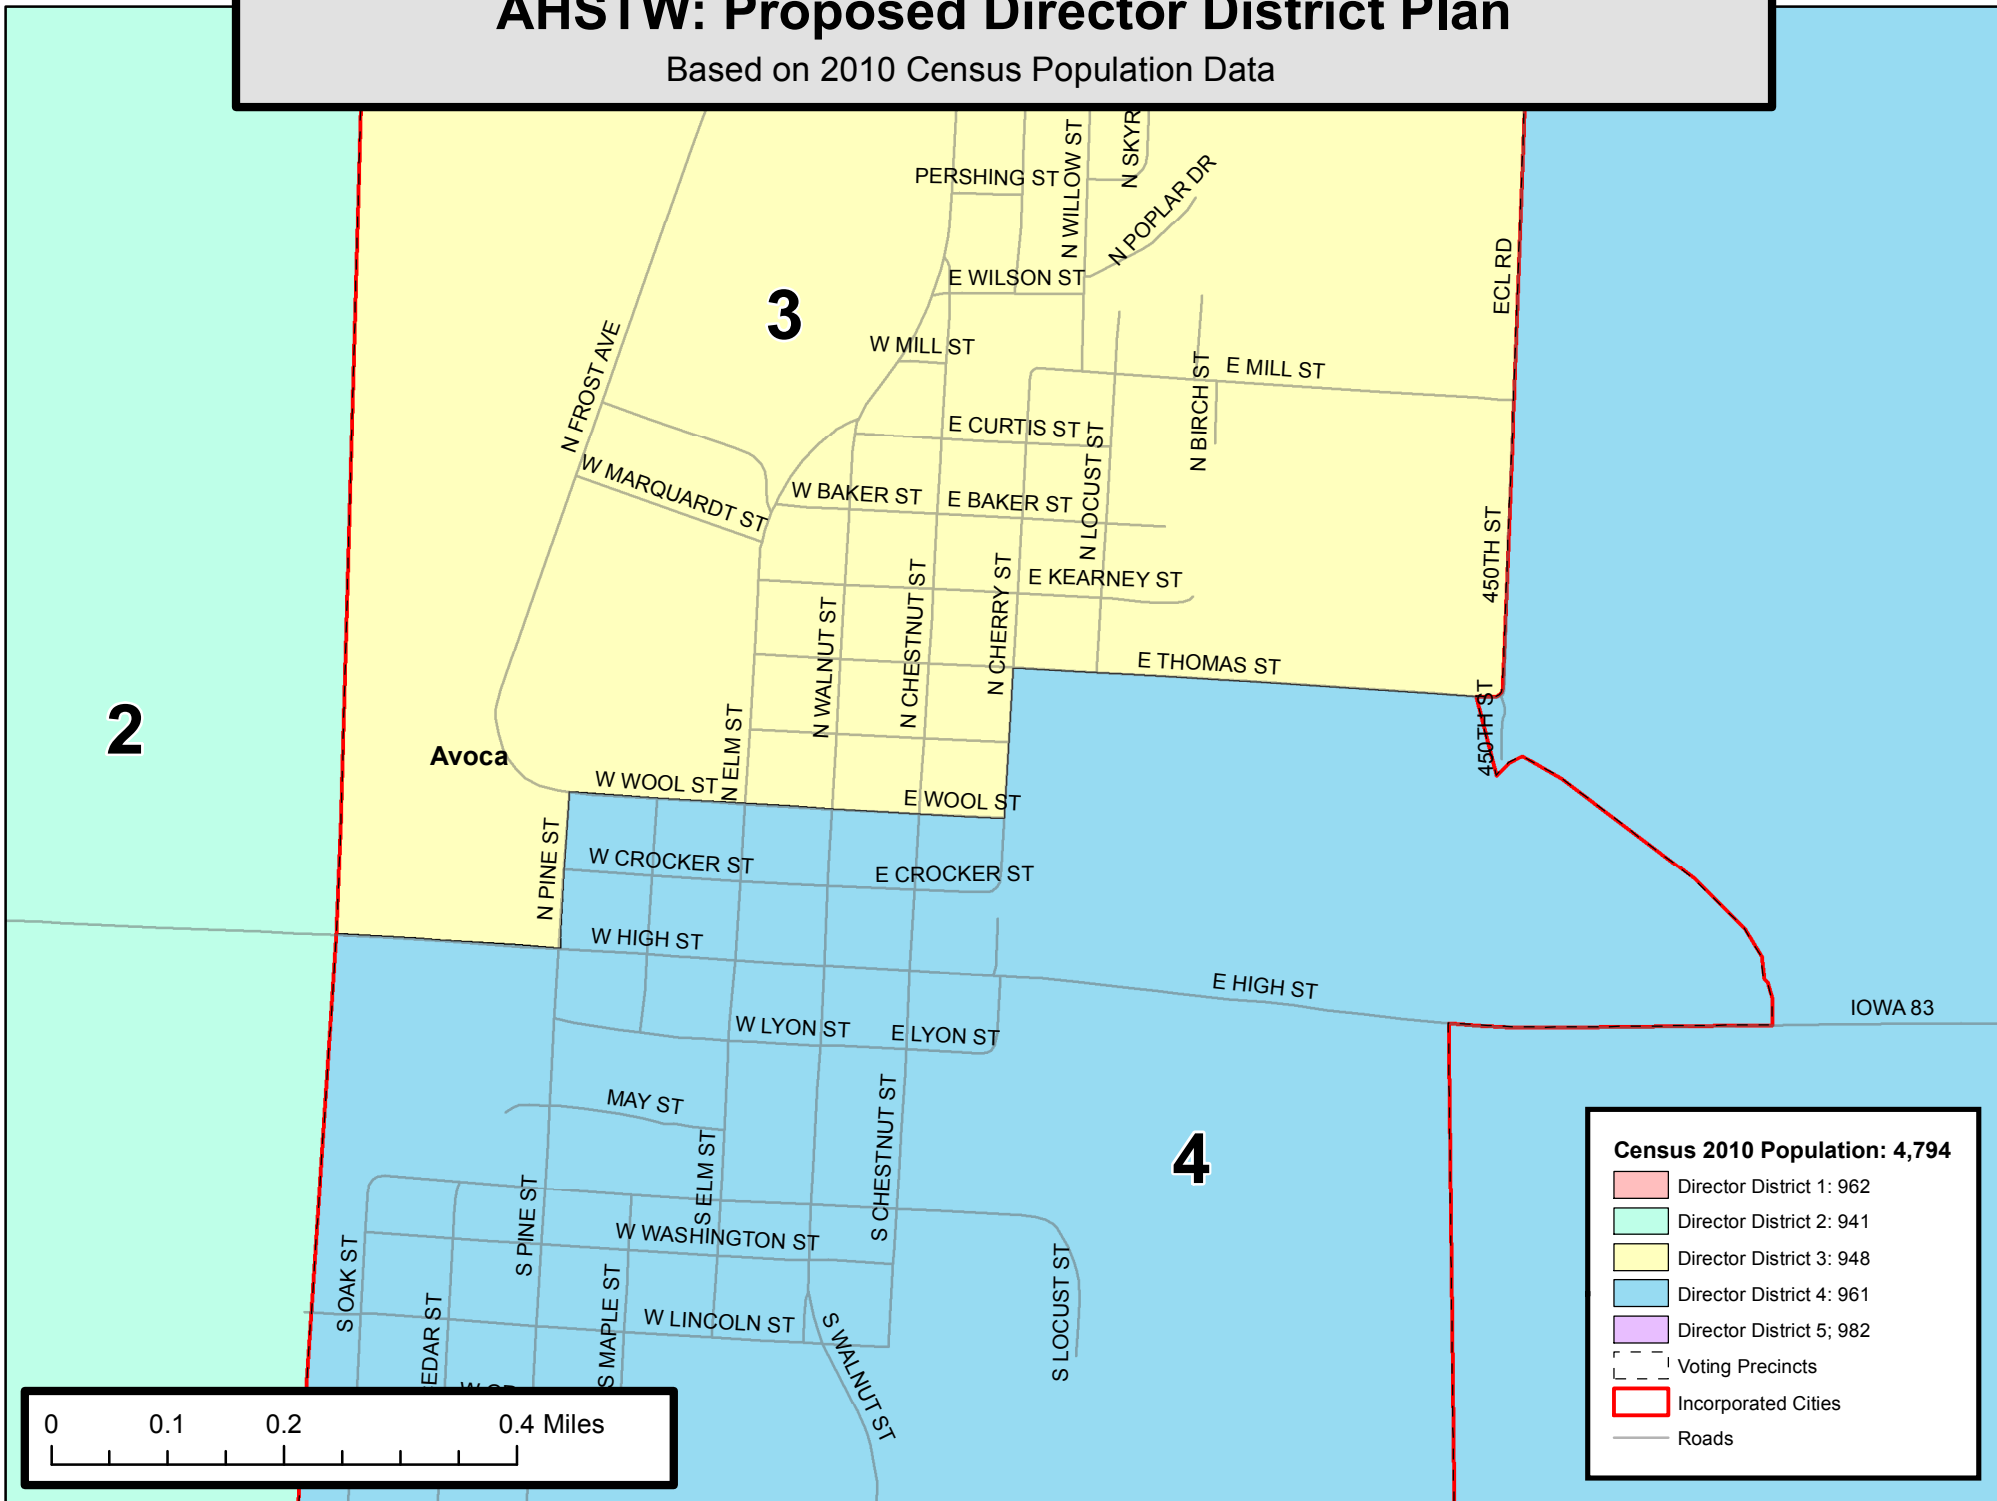 AHSTW: Proposed Director District Plan
Based on 2010 Census Population Data
PERSHING ST
N WILLOW ST
N SKYR
N POPLAR DR
E WILSON ST
ECL RD
3
W MILL ST
N FROST AVE
E MILL ST
N BIRCH ST
E CURTIS ST
N LOCUST ST
W MARQUARDT ST
W BAKER ST
E BAKER ST
450TH ST
E KEARNEY ST
N CHERRY ST
N CHESTNUT ST
N WALNUT ST
E THOMAS ST
450TH ST
2
N ELM ST
Avoca
W WOOL ST
E WOOL ST
N PINE ST
W CROCKER ST
E CROCKER ST
W HIGH ST
E HIGH ST
IOWA 83
W LYON ST
E LYON ST
MAY ST
S ELM ST
S CHESTNUT ST
4
S PINE ST
W WASHINGTON ST
S OAK ST
S MAPLE ST
EDAR ST
W LINCOLN ST
S WALNUT ST
S LOCUST ST
Census 2010 Population: 4,794
Director District 1: 962
Director District 2: 941
Director District 3: 948
Director District 4: 961
Director District 5; 982
Voting Precincts
Incorporated Cities
Roads
0 0.1 0.2 0.4 Miles